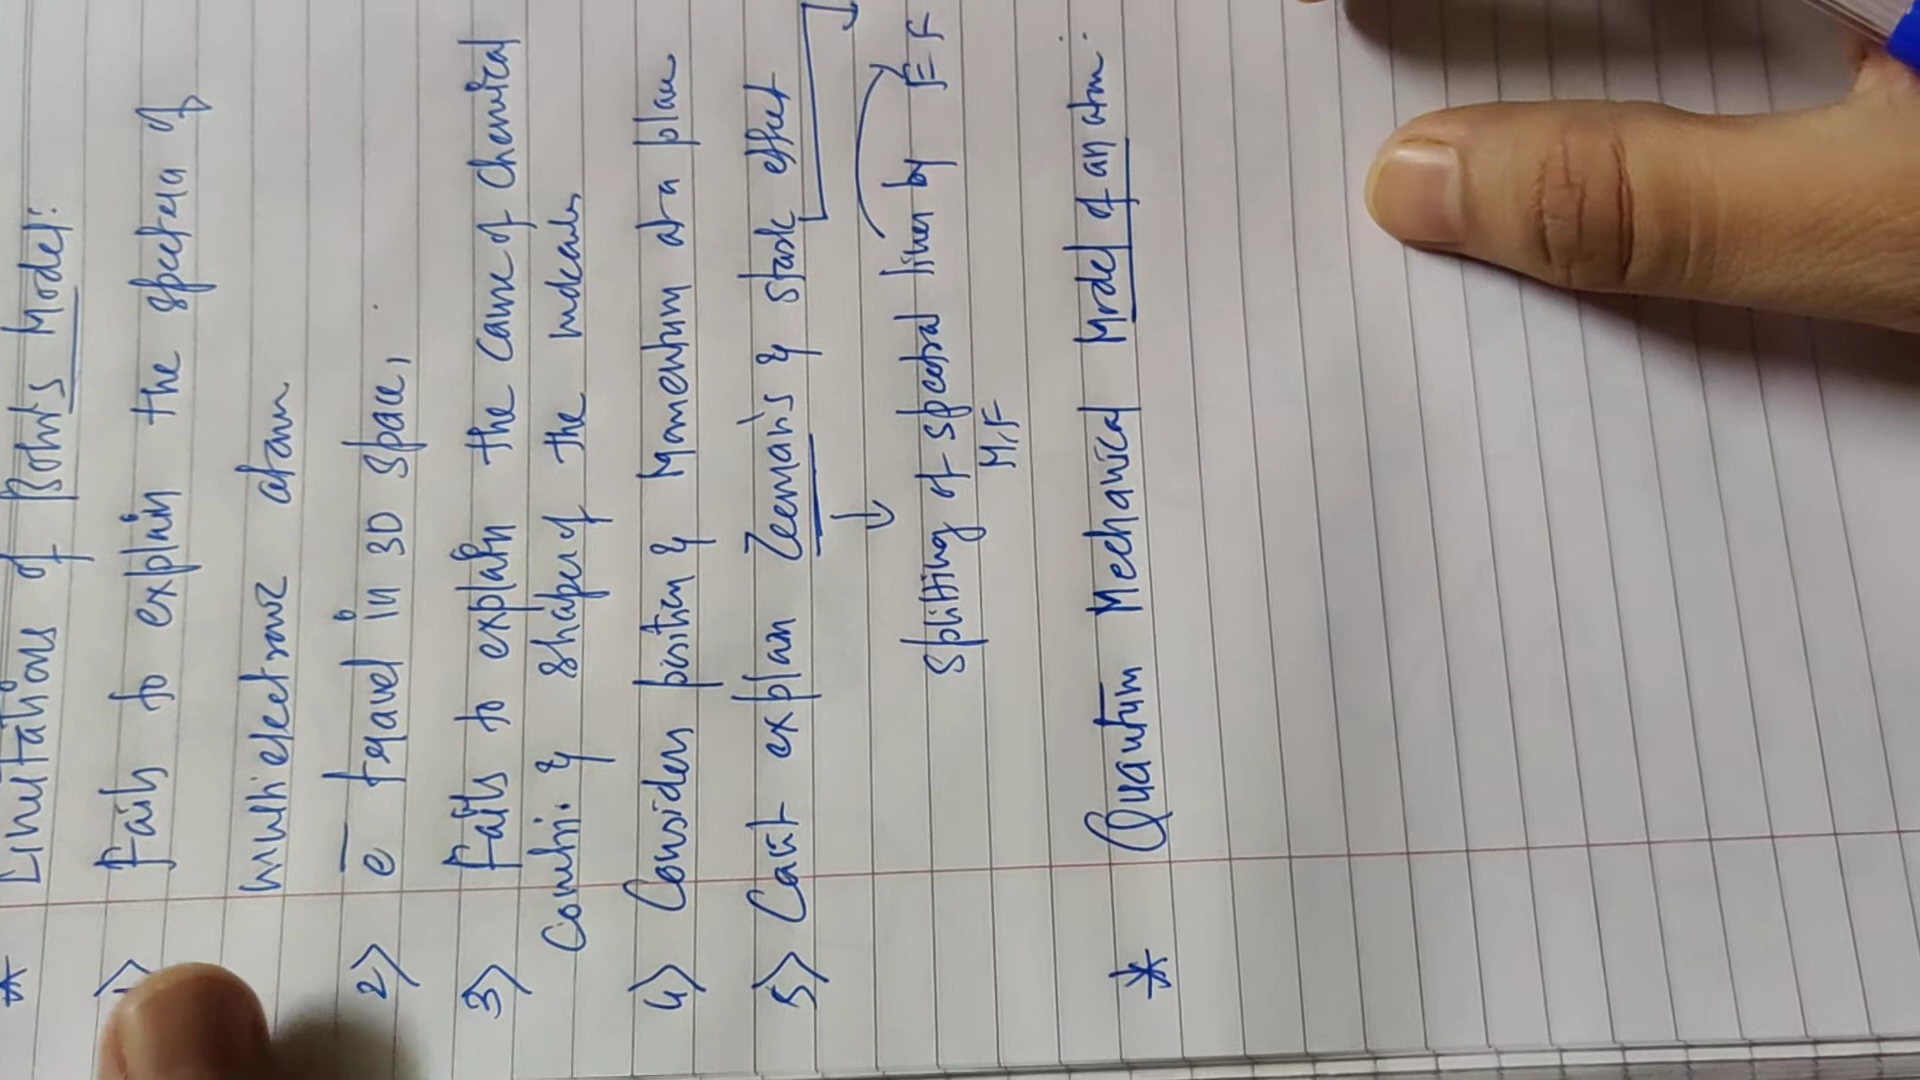 * Limitations of Bohr's Model:
1) Fails to explain the spectra of
multielectronic atom
2) e⁻ travel in 3D space,
3) Fails to explain the cause of chemical
Combi. & shapes of the molecules
4) Considers position & Momentum at a place
5) Can't explain Zeeman's & stark effect
Splitting of spectral lines by E F
M.F
* Quantum Mechanical Model of an atom: